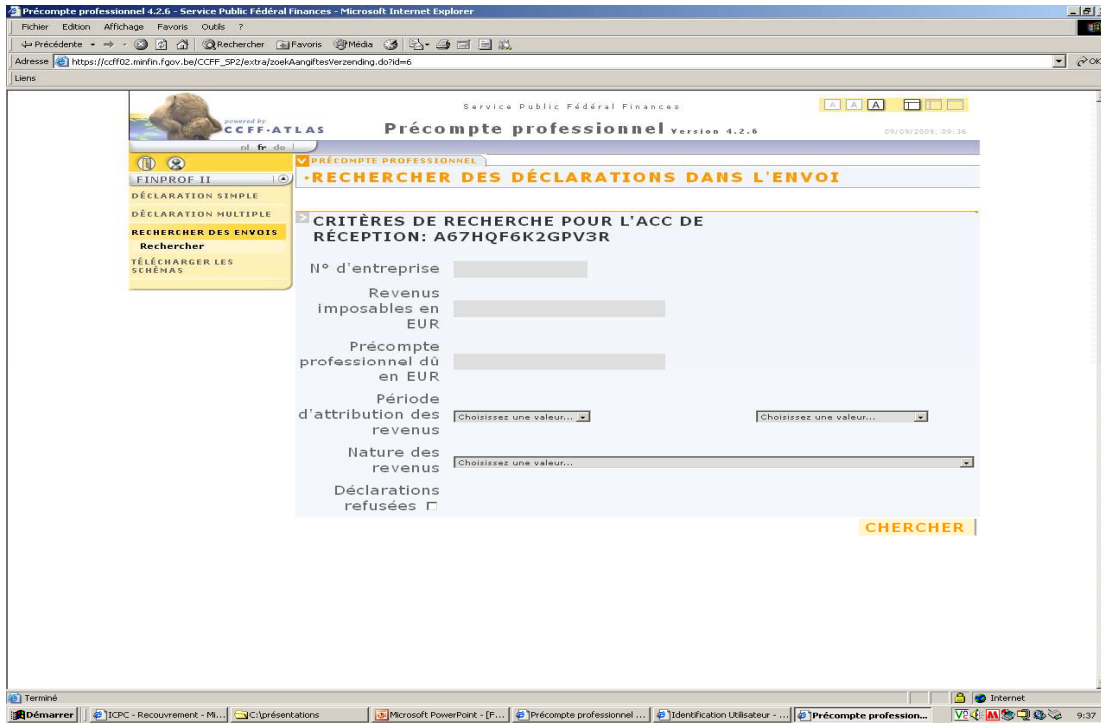 Précompte professionnel 4.2.6 - Service Public Fédéral Finances - Microsoft Internet Explorer
Fichier Edition Affichage Favoris Outils ?
Précédente Rechercher Favoris Média
Adresse https://ccff02.minfin.fgov.be/CCFF_SP2/extra/zoekAangiftesVerzending.do?id=6 OK
Liens
Service Public Fédéral Finances A A A
powered by
CCFF-ATLAS Précompte professionnel Version 4.2.6 09/09/2009, 09:36
nl fr de
PRÉCOMPTE PROFESSIONNEL
FINPROF II
·RECHERCHER DES DÉCLARATIONS DANS L'ENVOI
DÉCLARATION SIMPLE
DÉCLARATION MULTIPLE
RECHERCHER DES ENVOIS
Rechercher
TÉLÉCHARGER LES
SCHÉMAS
CRITÈRES DE RECHERCHE POUR L'ACC DE
RÉCEPTION: A67HQF6K2GPV3R
N° d'entreprise
Revenus
imposables en
EUR
Précompte
professionnel dû
en EUR
Période
d'attribution des
revenus
Choisissez une valeur... Choisissez une valeur...
Nature des
revenus
Choisissez une valeur...
Déclarations
refusées
CHERCHER
Terminé Internet
Démarrer ICPC - Recouvrement - Mi... C:\présentations Microsoft PowerPoint - [F... Précompte professionnel ... Identification Utilisateur - ... Précompte profession... 9:37